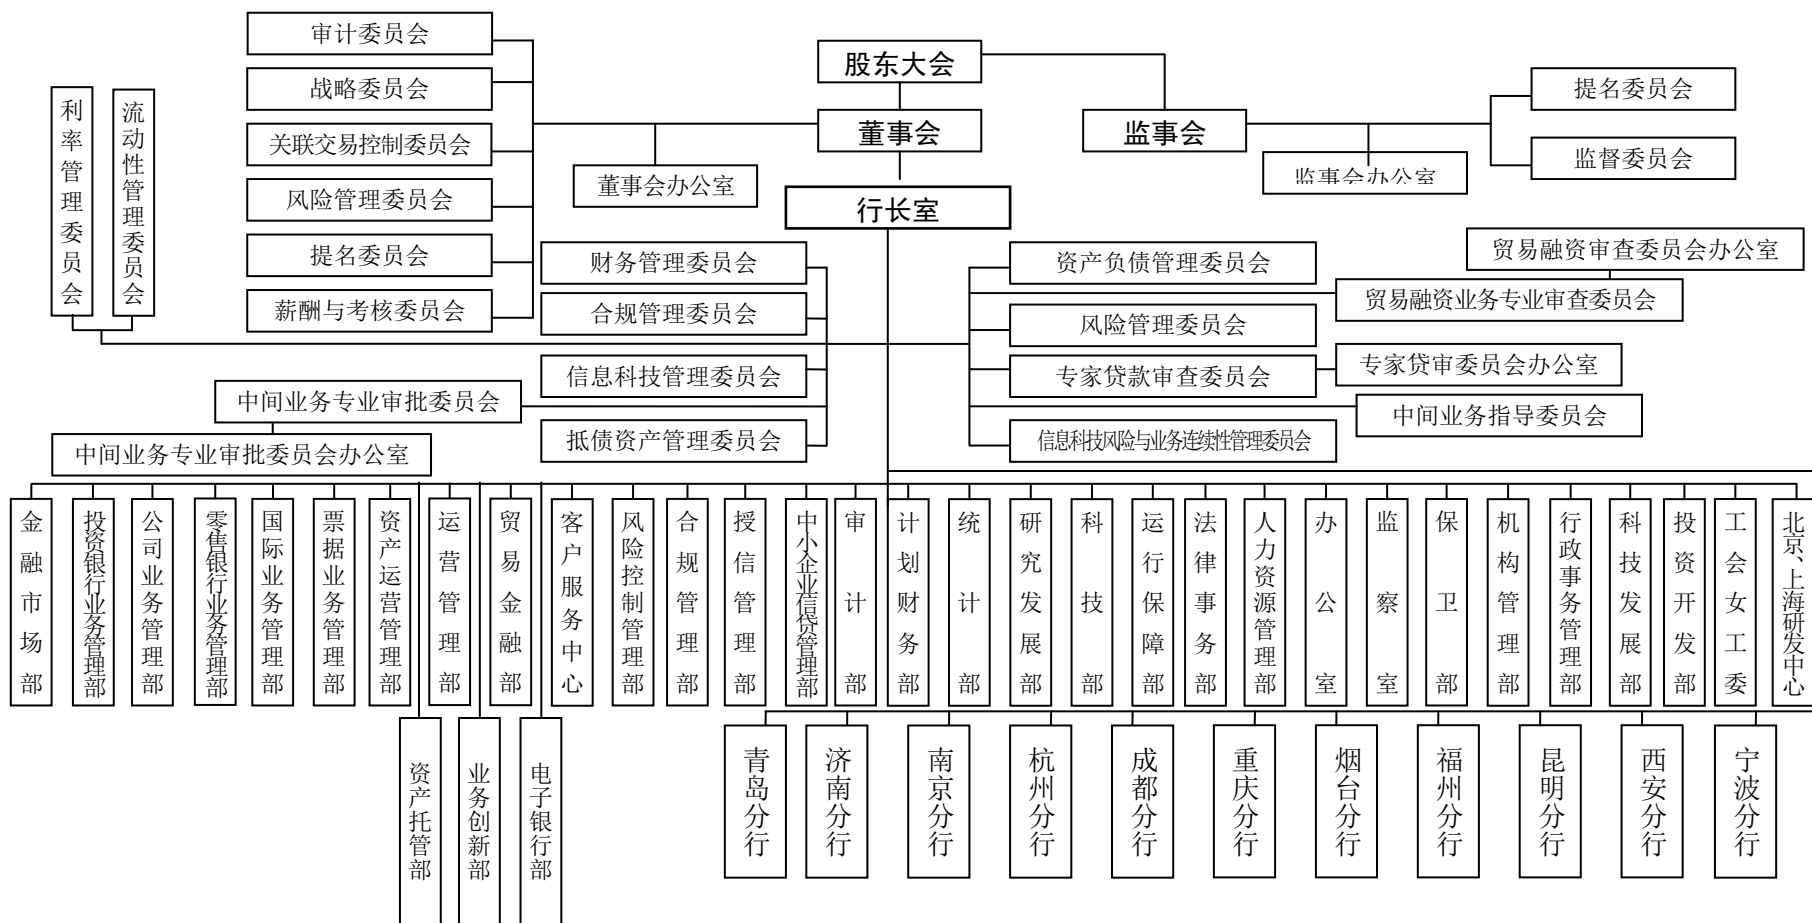 审计委员会
战略委员会
关联交易控制委员会
风险管理委员会
提名委员会
薪酬与考核委员会
利率管理委员会
流动性管理委员会
股东大会
董事会
监事会
董事会办公室
监事会办公室
提名委员会
监督委员会
行长室
财务管理委员会
合规管理委员会
信息科技管理委员会
中间业务专业审批委员会
中间业务专业审批委员会办公室
抵债资产管理委员会
资产负债管理委员会
贸易融资审查委员会办公室
贸易融资业务专业审查委员会
风险管理委员会
专家贷款审查委员会
专家贷审委员会办公室
中间业务指导委员会
信息科技风险与业务连续性管理委员会
金融市场部
投资银行业务管理部
公司业务管理部
零售银行业务管理部
国际业务管理部
票据业务管理部
资产运营管理部
运营管理部
贸易金融部
客户服务中心
风险控制管理部
合规管理部
授信管理部
中小企业信贷管理部
审计部
计划财务部
统计部
研究发展部
科技部
运行保障部
法律事务部
人力资源管理部
办公室
监察室
保卫部
机构管理部
行政事务管理部
科技发展部
投资开发部
工会女工委
北京、上海研发中心
资产托管部
业务创新部
电子银行部
青岛分行
济南分行
南京分行
杭州分行
成都分行
重庆分行
烟台分行
福州分行
昆明分行
西安分行
宁波分行